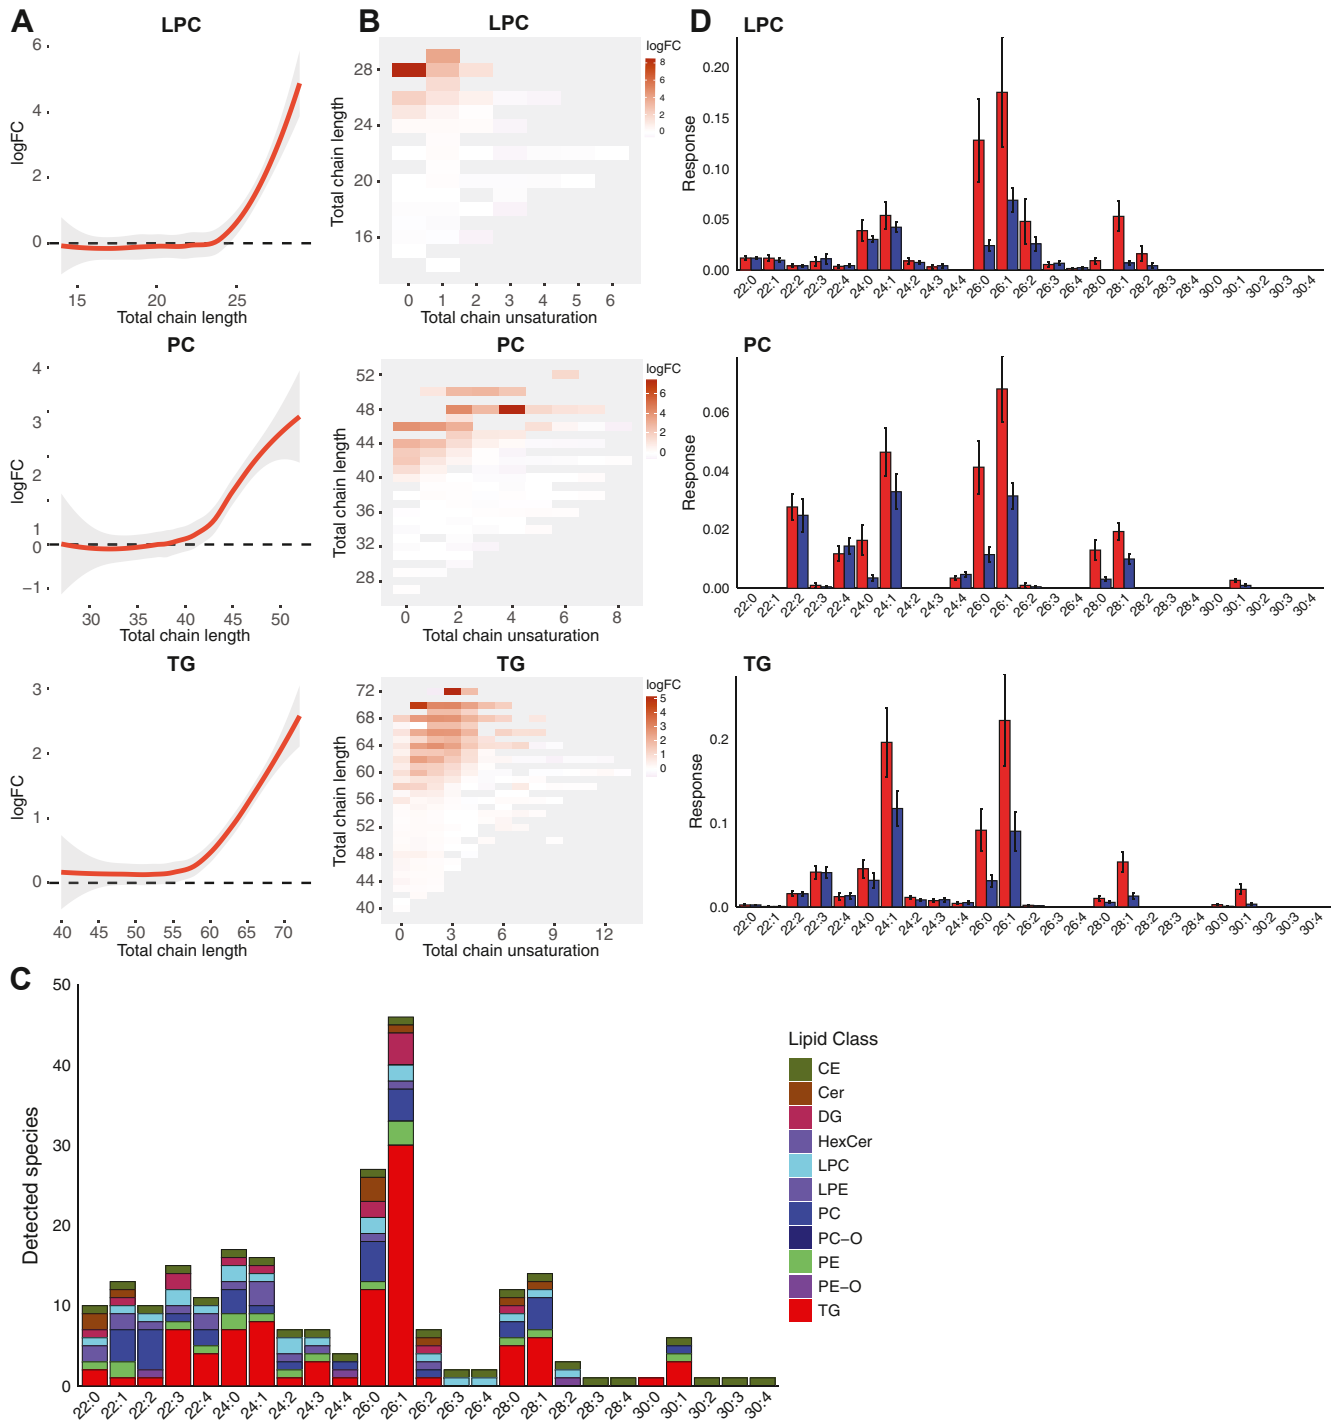 A
LPC
6
4
2
0
logFC
15 20 25
Total chain length
PC
4
3
2
1
0
−1
logFC
30 35 40 45 50
Total chain length
TG
3
2
1
0
logFC
40 45 50 55 60 65 70
Total chain length
B
LPC
28
24
20
16
Total chain length
0 1 2 3 4 5 6
Total chain unsaturation
logFC
8
6
4
2
0
PC
52
48
44
40
36
32
28
Total chain length
0 2 4 6 8
Total chain unsaturation
logFC
6
4
2
0
TG
72
68
64
60
56
52
48
44
40
Total chain length
0 3 6 9 12
Total chain unsaturation
logFC
5
4
3
2
1
0
D
LPC
0.20
0.15
0.10
0.05
0.00
Response
22:0 22:1 22:2 22:3 22:4 24:0 24:1 24:2 24:3 24:4 26:0 26:1 26:2 26:3 26:4 28:0 28:1 28:2 28:3 28:4 30:0 30:1 30:2 30:3 30:4
PC
0.06
0.04
0.02
0.00
Response
22:0 22:1 22:2 22:3 22:4 24:0 24:1 24:2 24:3 24:4 26:0 26:1 26:2 26:3 26:4 28:0 28:1 28:2 28:3 28:4 30:0 30:1 30:2 30:3 30:4
TG
0.2
0.1
0.0
Response
22:0 22:1 22:2 22:3 22:4 24:0 24:1 24:2 24:3 24:4 26:0 26:1 26:2 26:3 26:4 28:0 28:1 28:2 28:3 28:4 30:0 30:1 30:2 30:3 30:4
C
50
40
30
20
10
0
Detected species
22:0 22:1 22:2 22:3 22:4 24:0 24:1 24:2 24:3 24:4 26:0 26:1 26:2 26:3 26:4 28:0 28:1 28:2 28:3 28:4 30:0 30:1 30:2 30:3 30:4
Lipid Class
CE
Cer
DG
HexCer
LPC
LPE
PC
PC−O
PE
PE−O
TG